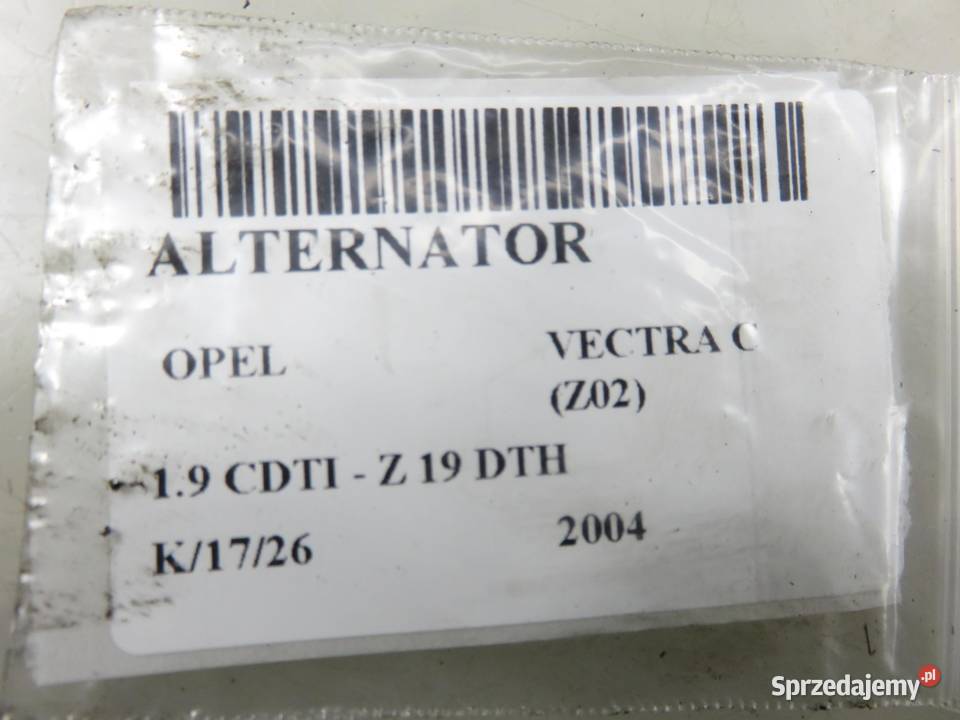 ALTERNATOR
OPEL VECTRA C
(Z02)
1.9 CDTI - Z 19 DTH
K/17/26 2004
Sprzedajemy.pl